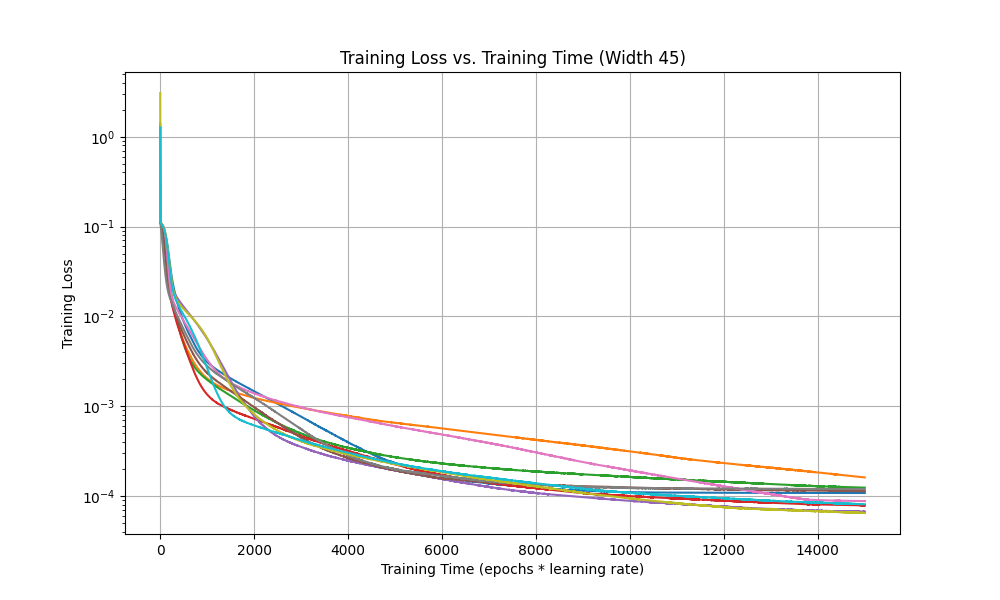 Training Loss vs. Training Time (Width 45)
Training Loss
10⁰
10⁻¹
10⁻²
10⁻³
10⁻⁴
0 2000 4000 6000 8000 10000 12000 14000
Training Time (epochs * learning rate)